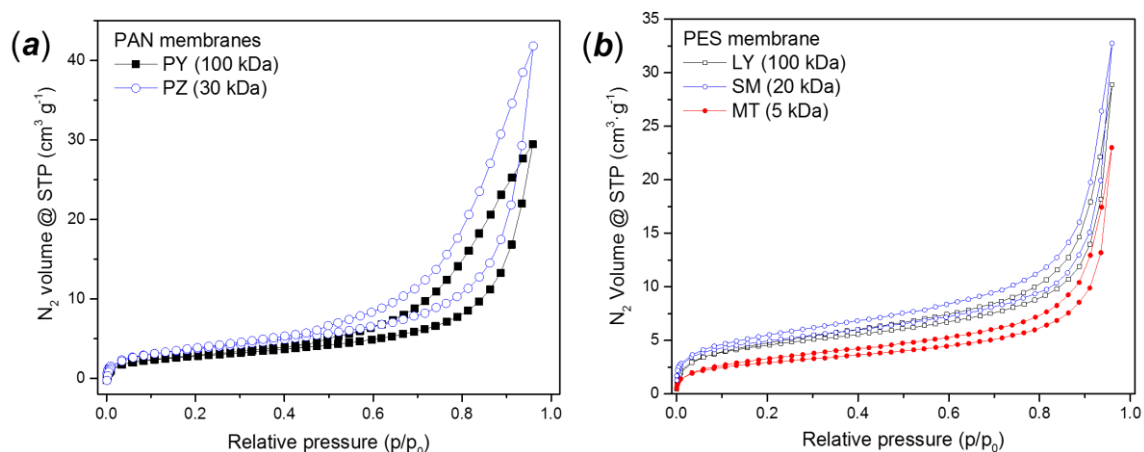 (a)
PAN membranes
PY (100 kDa)
PZ (30 kDa)
N₂ volume @ STP (cm³ g⁻¹)
40
30
20
10
0
0.0 0.2 0.4 0.6 0.8 1.0
Relative pressure (p/p₀)
(b)
PES membrane
LY (100 kDa)
SM (20 kDa)
MT (5 kDa)
N₂ Volume @ STP (cm³·g⁻¹)
35
30
25
20
15
10
5
0
0.0 0.2 0.4 0.6 0.8 1.0
Relative pressure (p/p₀)